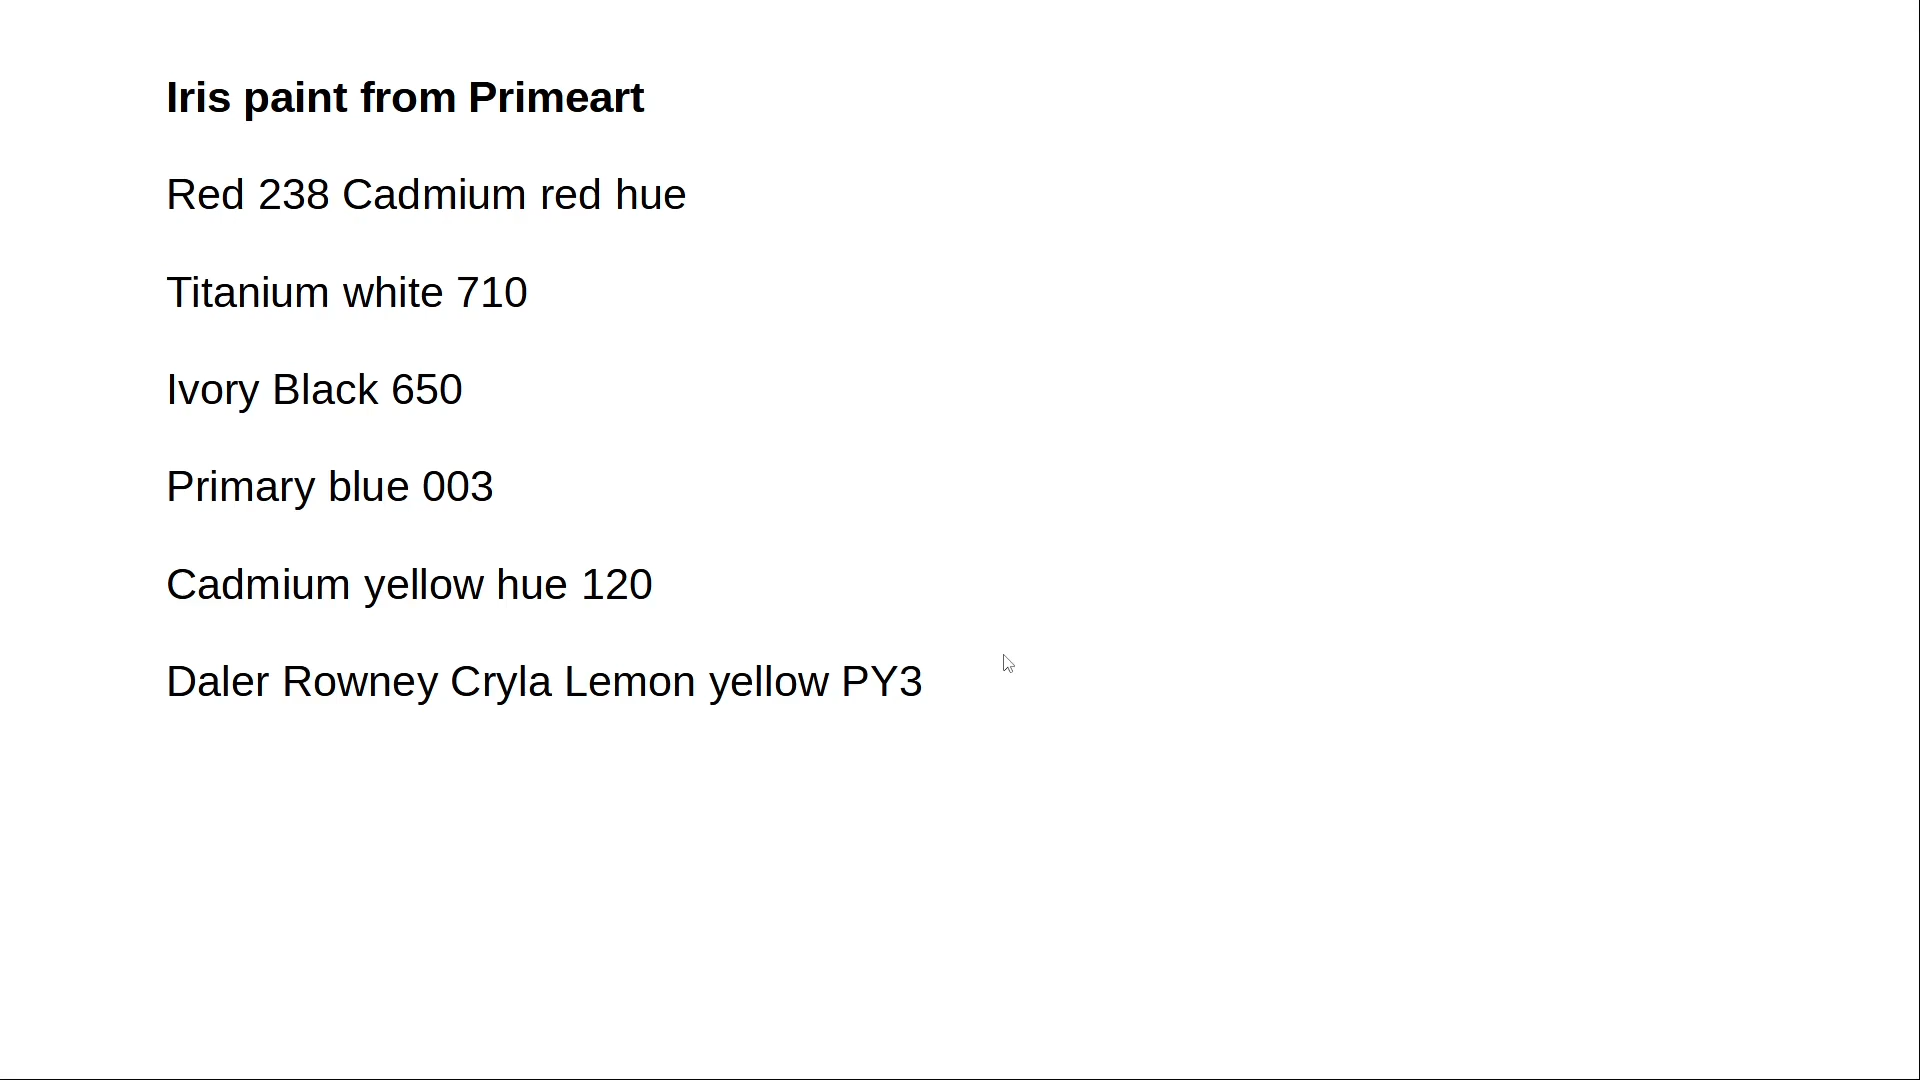 Iris paint from Primeart
Red 238 Cadmium red hue
Titanium white 710
Ivory Black 650
Primary blue 003
Cadmium yellow hue 120
Daler Rowney Cryla Lemon yellow PY3